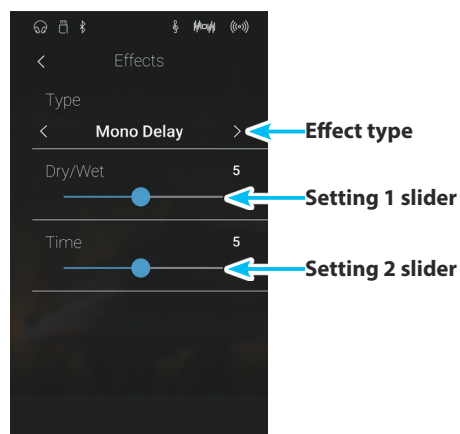 Effects
Type
Mono Delay
Effect type
Dry/Wet 5
Setting 1 slider
Time 5
Setting 2 slider